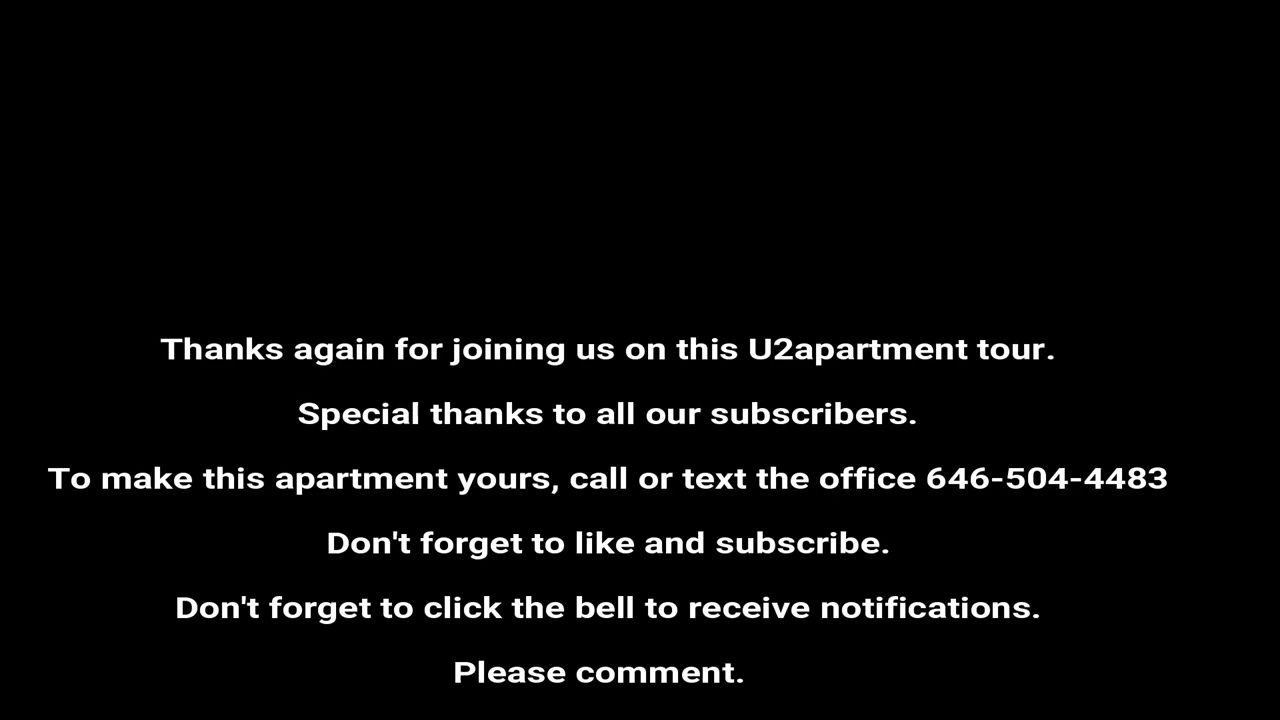 Thanks again for joining us on this U2apartment tour.
Special thanks to all our subscribers.
To make this apartment yours, call or text the office 646-504-4483
Don't forget to like and subscribe.
Don't forget to click the bell to receive notifications.
Please comment.